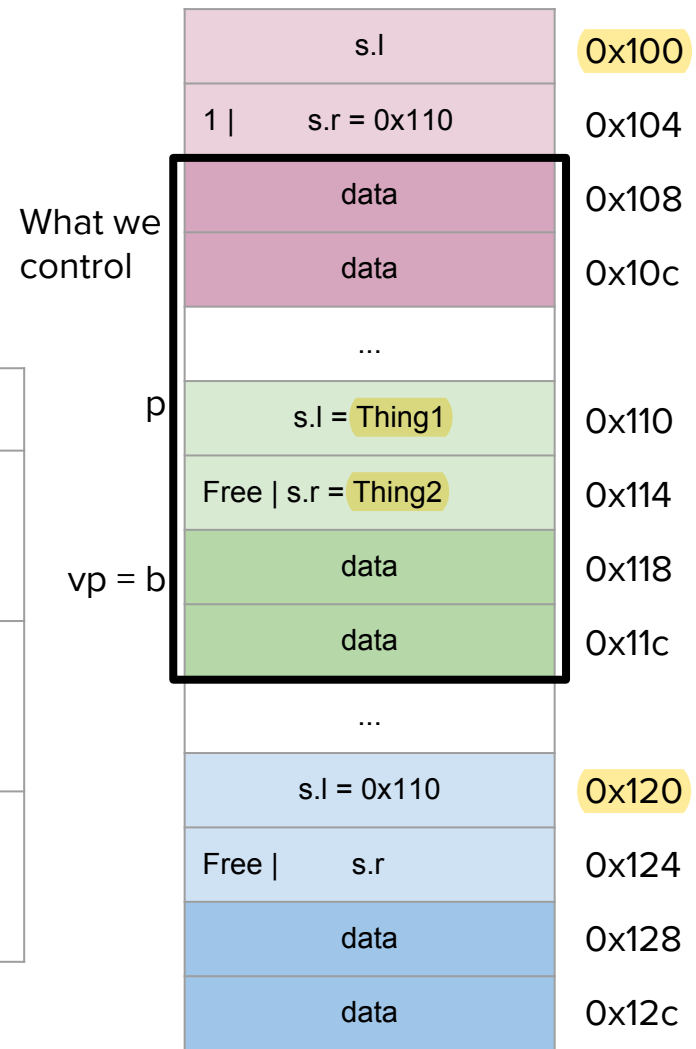 s.l 0x100
1 | s.r = 0x110 0x104
data 0x108
What we
control
data 0x10c
...
p s.l = Thing1 0x110
Free | s.r = Thing2 0x114
vp = b data 0x118
data 0x11c
...
s.l = 0x110 0x120
Free | s.r 0x124
data 0x128
data 0x12c